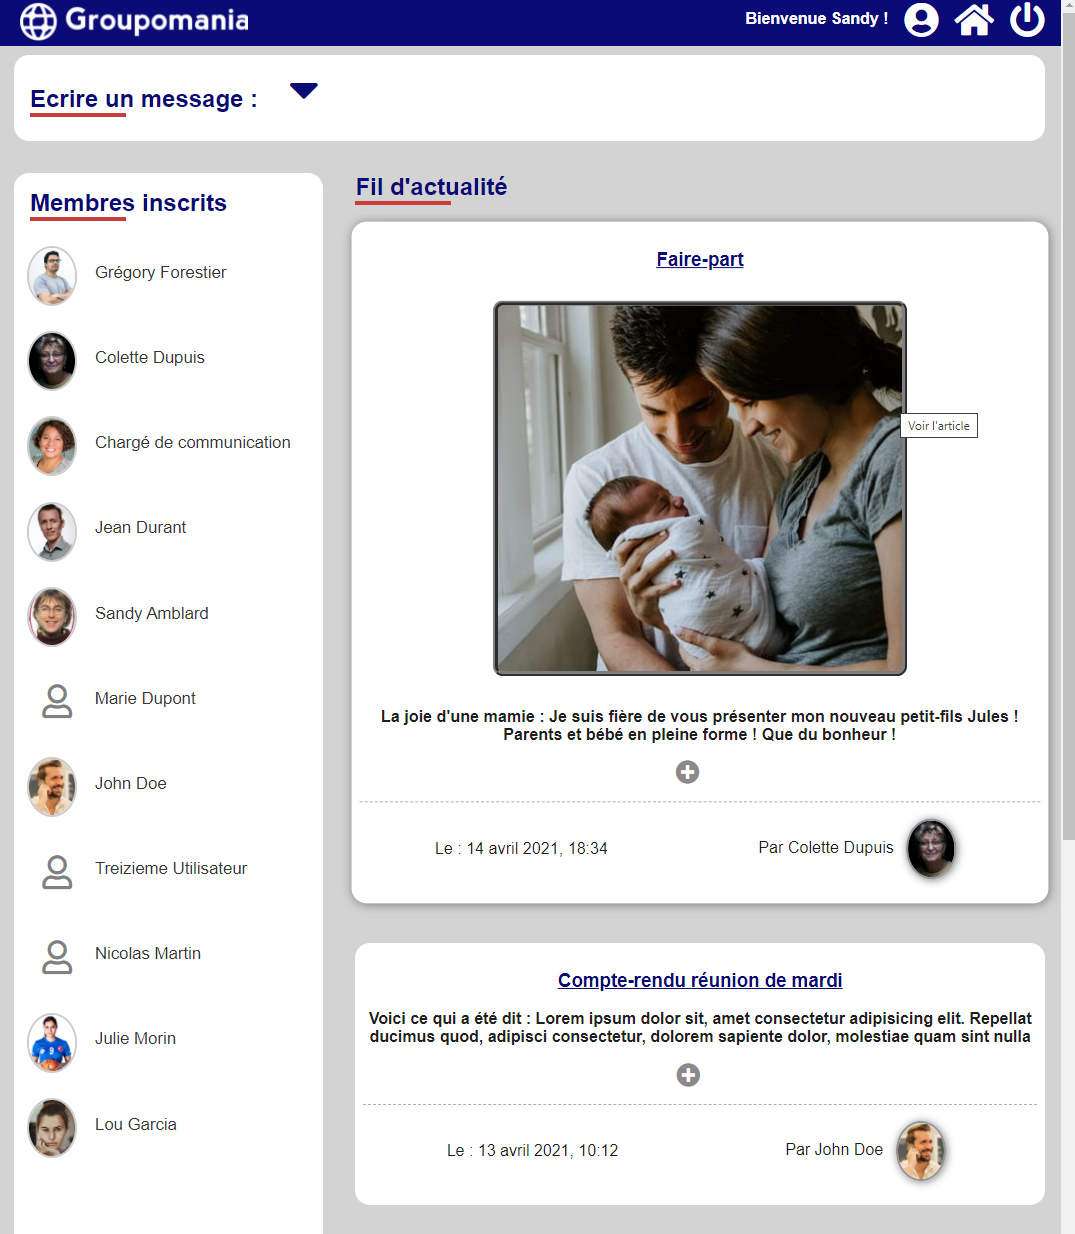 Groupomania
Bienvenue Sandy !
Ecrire un message :
Membres inscrits
Grégory Forestier
Colette Dupuis
Chargé de communication
Jean Durant
Sandy Amblard
Marie Dupont
John Doe
Treizieme Utilisateur
Nicolas Martin
Julie Morin
Lou Garcia
Fil d'actualité
Faire-part
Voir l'article
La joie d'une mamie : Je suis fière de vous présenter mon nouveau petit-fils Jules !
Parents et bébé en pleine forme ! Que du bonheur !
Le : 14 avril 2021, 18:34
Par Colette Dupuis
Compte-rendu réunion de mardi
Voici ce qui a été dit : Lorem ipsum dolor sit, amet consectetur adipisicing elit. Repellat
ducimus quod, adipisci consectetur, dolorem sapiente dolor, molestiae quam sint nulla
Le : 13 avril 2021, 10:12
Par John Doe